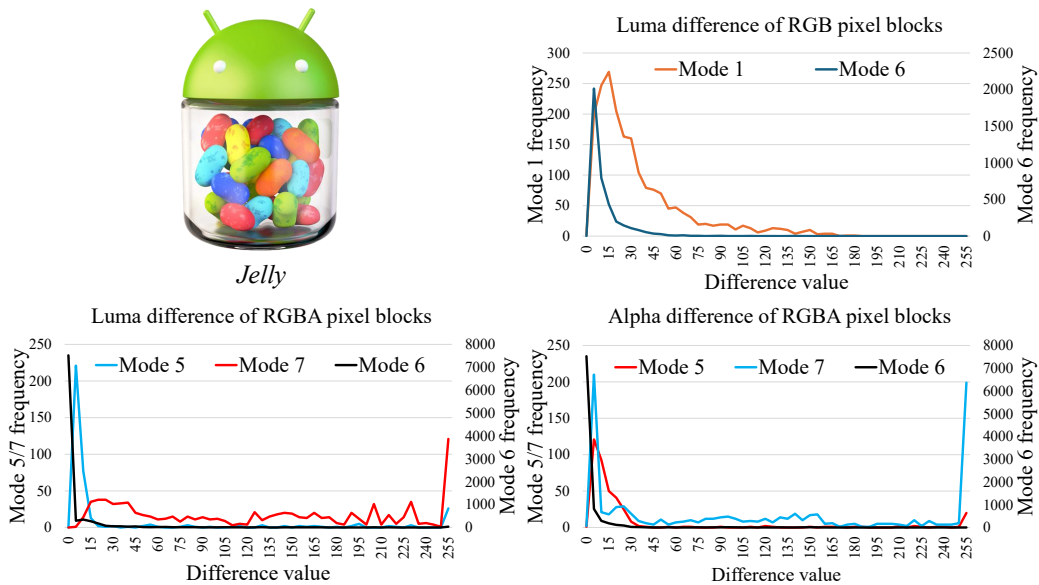 Jelly
Luma difference of RGB pixel blocks
Mode 1 Mode 6
Mode 1 frequency
300
250
200
150
100
50
0
Mode 6 frequency
2500
2000
1500
1000
500
0
0 15 30 45 60 75 90 105 120 135 150 165 180 195 210 225 240 255
Difference value
Luma difference of RGBA pixel blocks
Mode 5 Mode 7 Mode 6
Mode 5/7 frequency
250
200
150
100
50
0
Mode 6 frequency
8000
7000
6000
5000
4000
3000
2000
1000
0
0 15 30 45 60 75 90 105 120 135 150 165 180 195 210 225 240 255
Difference value
Alpha difference of RGBA pixel blocks
Mode 5 Mode 7 Mode 6
Mode 5/7 frequency
250
200
150
100
50
0
Mode 6 frequency
8000
7000
6000
5000
4000
3000
2000
1000
0
0 15 30 45 60 75 90 105 120 135 150 165 180 195 210 225 240 255
Difference value